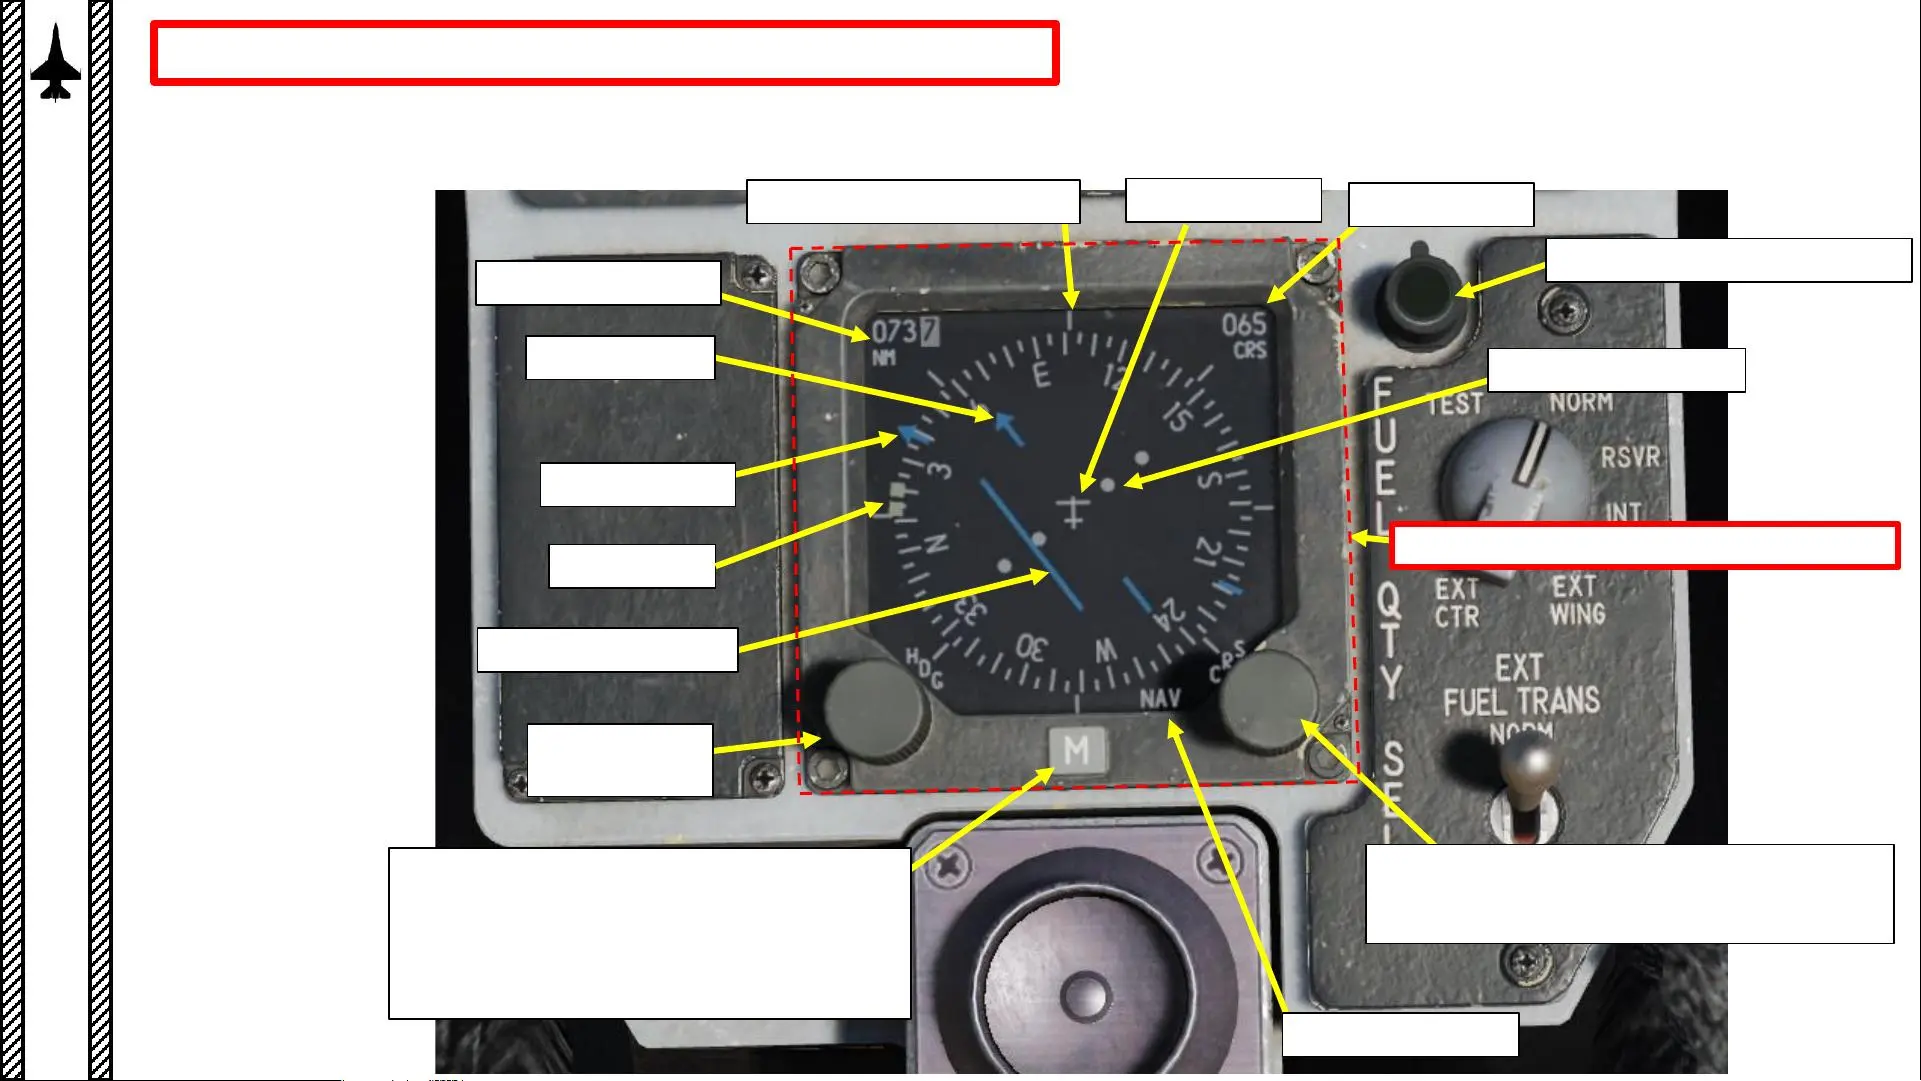 0737
NM
065
CRS
E
12
15
S
21
24
W
30
33
N
3
HDG
CRS
NAV
M
FUEL QTY SEL
TEST
NORM
RSVR
INT
EXT
CTR
EXT
WING
EXT
FUEL TRANS
NORM